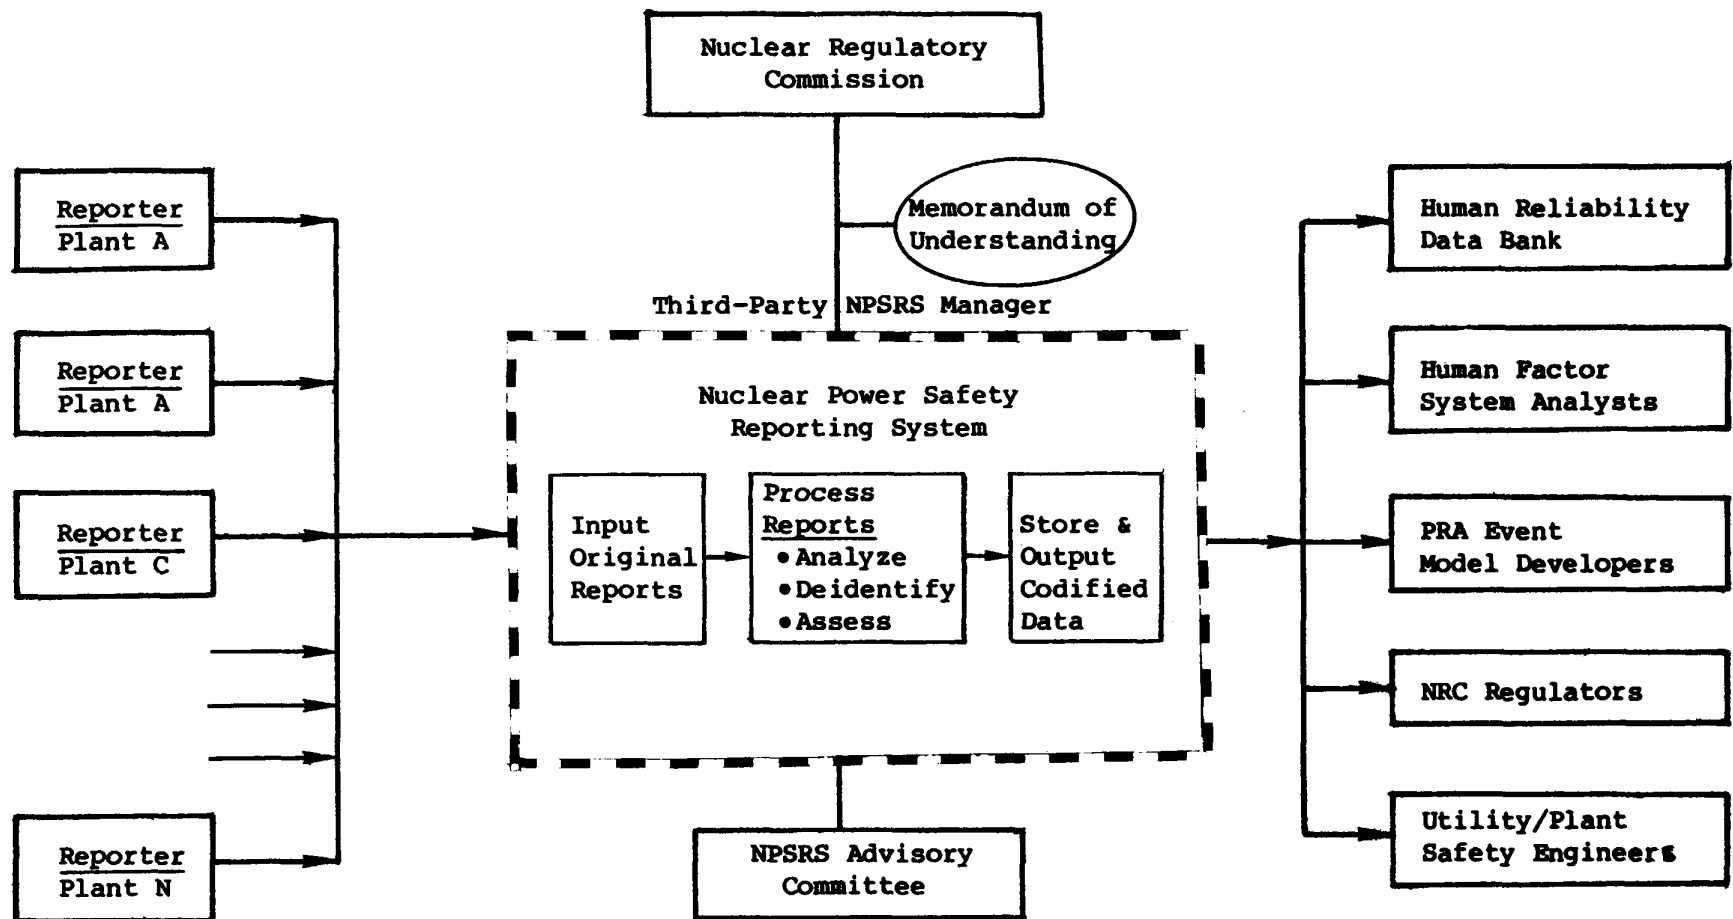 Nuclear Regulatory
Commission
Memorandum of
Understanding
Third-Party NPSRS Manager
Reporter
Plant A
Reporter
Plant A
Reporter
Plant C
Reporter
Plant N
Nuclear Power Safety
Reporting System
Input
Original
Reports
Process
Reports
•Analyze
•Deidentify
•Assess
Store &
Output
Codified
Data
NPSRS Advisory
Committee
Human Reliability
Data Bank
Human Factor
System Analysts
PRA Event
Model Developers
NRC Regulators
Utility/Plant
Safety Engineers